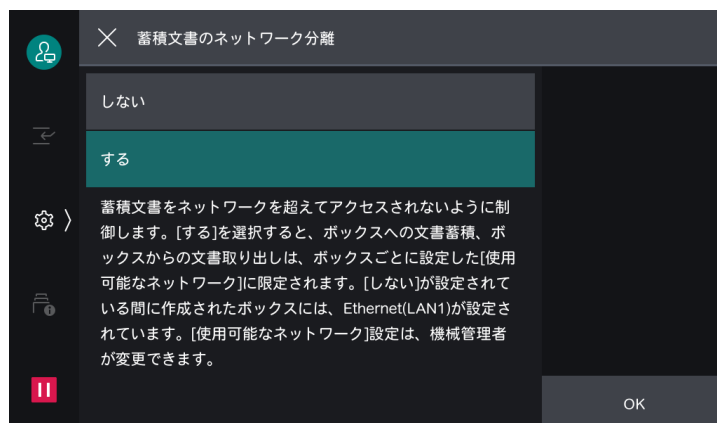 蓄積文書のネットワーク分離
しない
する
蓄積文書をネットワークを超えてアクセスされないように制
御します。[する]を選択すると、ボックスへの文書蓄積、ボ
ックスからの文書取り出しは、ボックスごとに設定した[使用
可能なネットワーク]に限定されます。[しない]が設定されて
いる間に作成されたボックスには、Ethernet(LAN1)が設定さ
れています。[使用可能なネットワーク]設定は、機械管理者
が変更できます。
OK